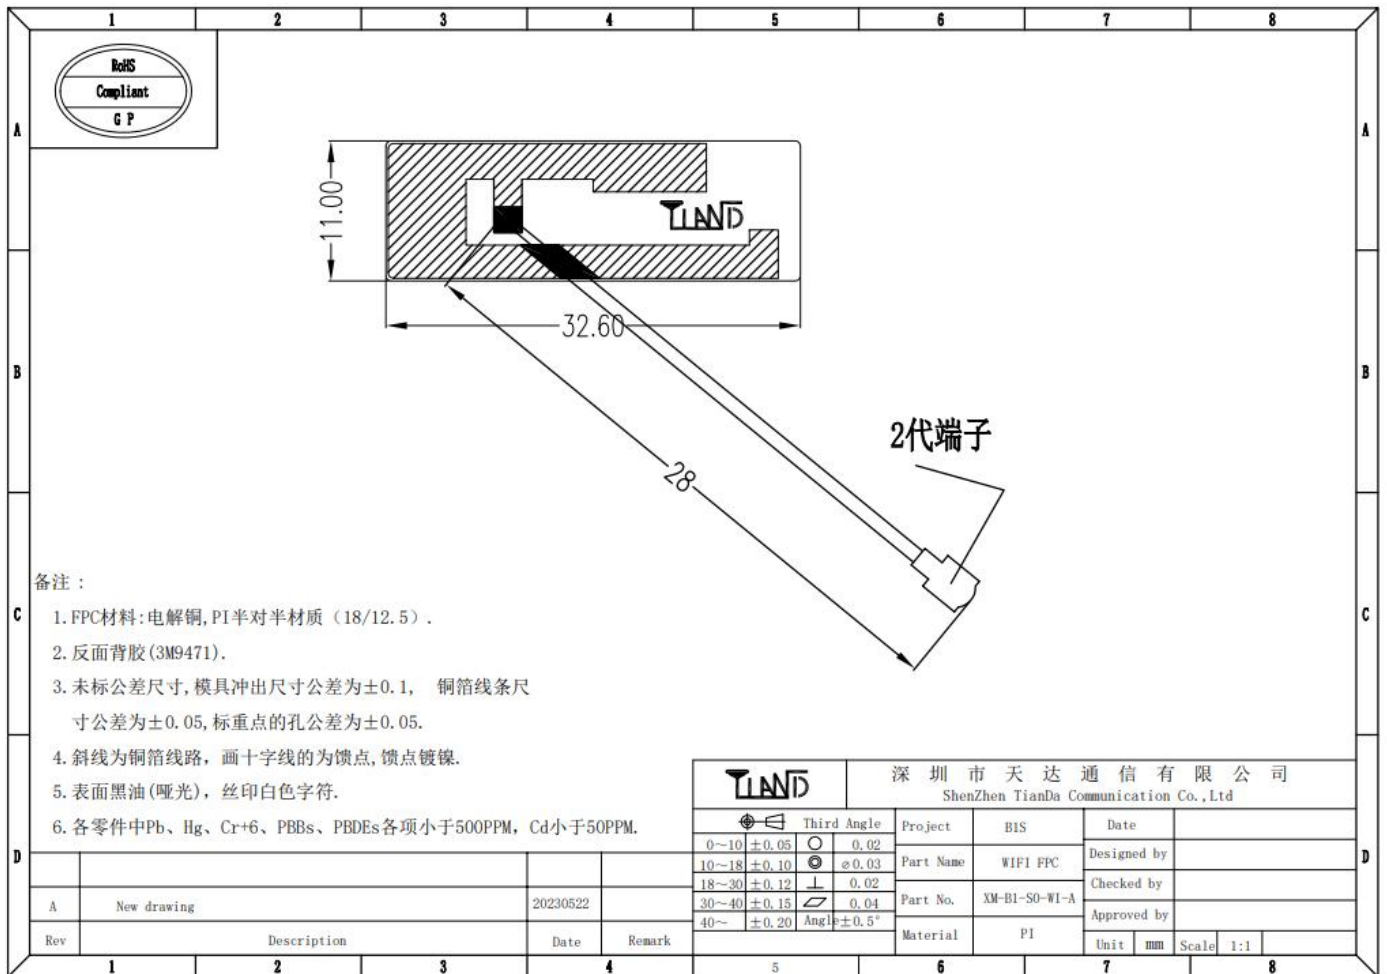 1 2 3 4 5 6 7 8
RoHS
Compliant
G P
A
A
11.00
TIAND
32.60
B
B
2代端子
28
备注：
C
C
1.FPC材料:电解铜,PI半对半材质（18/12.5）.
2.反面背胶(3M9471).
3.未标公差尺寸,模具冲出尺寸公差为±0.1, 铜箔线条尺
寸公差为±0.05,标重点的孔公差为±0.05.
4.斜线为铜箔线路，画十字线的为馈点,馈点镀镍.
5.表面黑油(哑光)，丝印白色字符.
6.各零件中Pb、Hg、Cr+6、PBBs、PBDEs各项小于500PPM，Cd小于50PPM.
TIAND
深圳市天达通信有限公司
ShenZhen TianDa Communication Co.,Ltd
Third Angle
0～10 ±0.05 0.02
10～18 ±0.10 ⌀0.03
18～30 ±0.12 ⊥ 0.02
30～40 ±0.15 0.04
40～ ±0.20 Angle±0.5°
Project B1S Date
Part Name WIFI FPC Designed by
Checked by
Part No. XM-B1-S0-WI-A
Approved by
Material PI
Unit mm Scale 1:1
D
D
A New drawing 20230522
Rev Description Date Remark
1 2 3 4 5 6 7 8